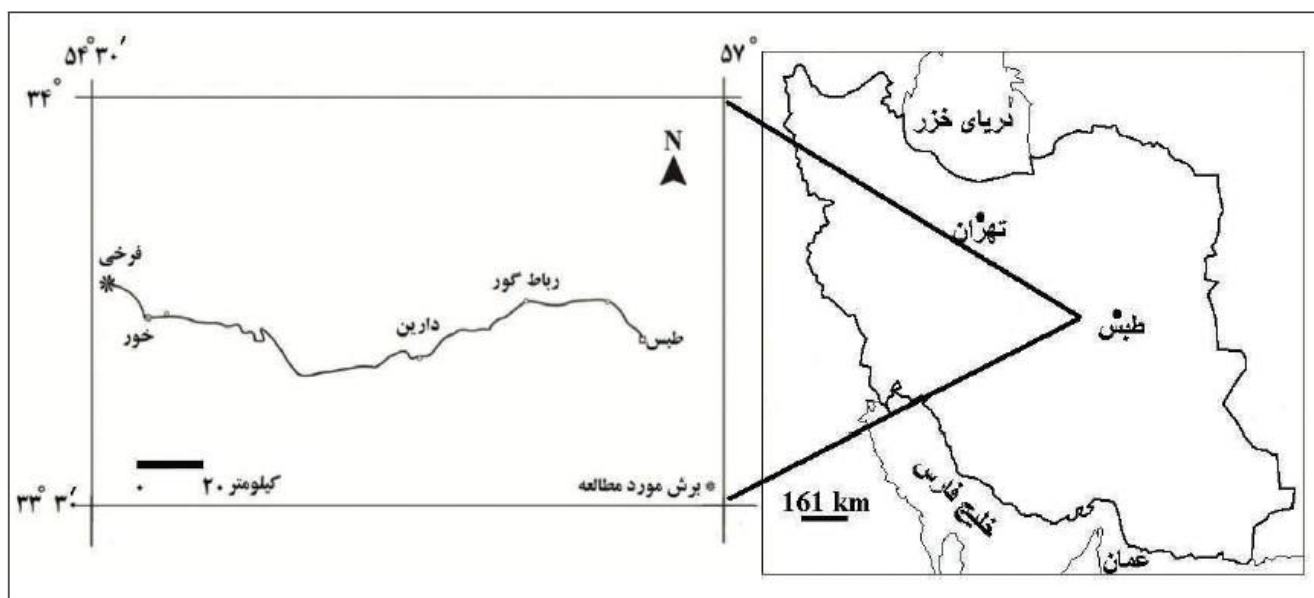 ۵۴° ۳۰′
۵۷°
۳۴°
N
فرخی
خور
دارین
رباط گور
طبس
۰ ۲۰ کیلومتر
* برش مورد مطالعه
۳۳° ۳۰′
دریای خزر
تهران
طبس
خلیج فارس
عمان
161 km